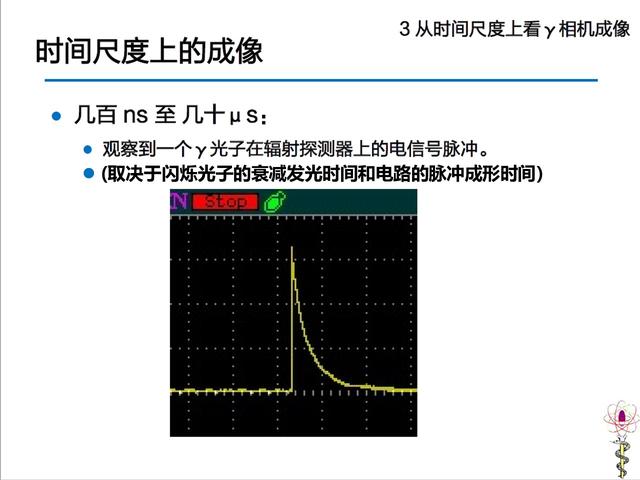 3 从时间尺度上看γ相机成像
时间尺度上的成像
几百 ns 至 几十μs：
观察到一个γ光子在辐射探测器上的电信号脉冲。
(取决于闪烁光子的衰减发光时间和电路的脉冲成形时间)
N Stop